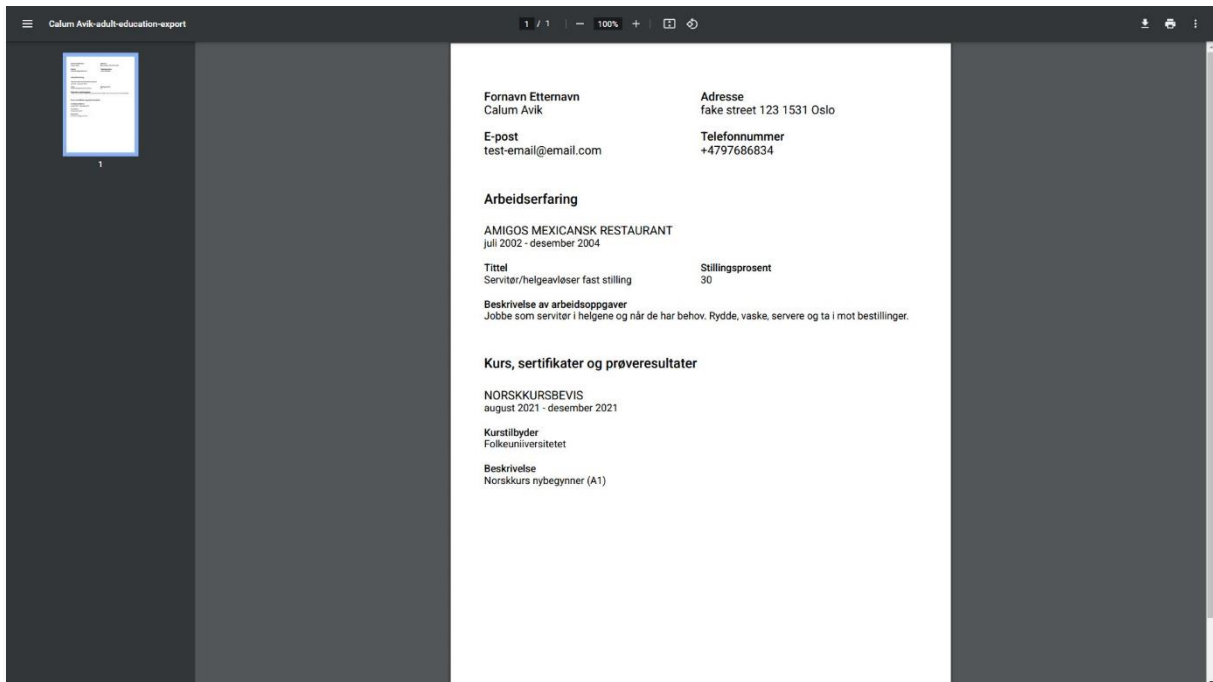 Calum Avik-adult-education-export
1 / 1
100%
1
Fornavn Etternavn
Calum Avik
Adresse
fake street 123 1531 Oslo
E-post
test-email@email.com
Telefonnummer
+4797686834
Arbeidserfaring
AMIGOS MEXICANSK RESTAURANT
juli 2002 - desember 2004
Tittel
Servitør/helgeavløser fast stilling
Stillingsprosent
30
Beskrivelse av arbeidsoppgaver
Jobbe som servitør i helgene og når de har behov. Rydde, vaske, servere og ta i mot bestillinger.
Kurs, sertifikater og prøveresultater
NORSKKURSBEVIS
august 2021 - desember 2021
Kurstilbyder
Folkeuniiversitetet
Beskrivelse
Norskkurs nybegynner (A1)